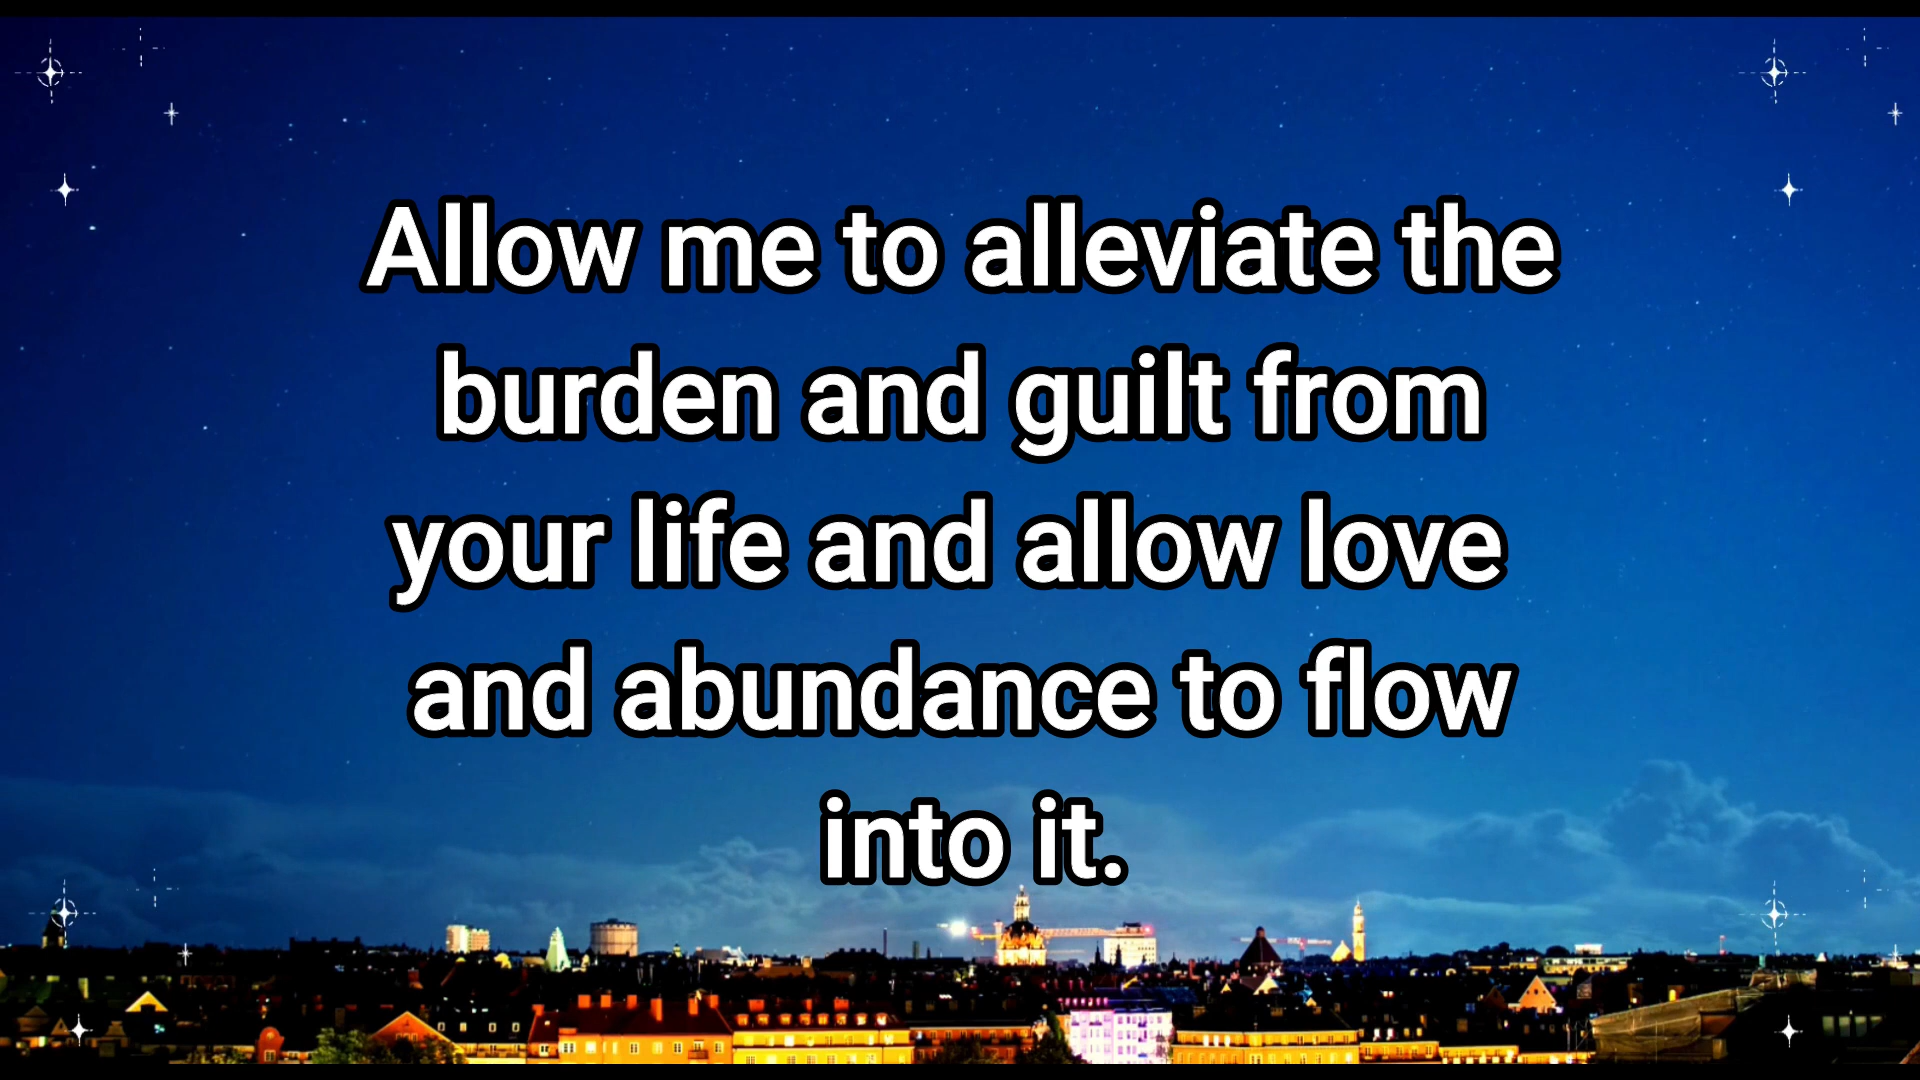 Allow me to alleviate the
burden and guilt from
your life and allow love
and abundance to flow
into it.